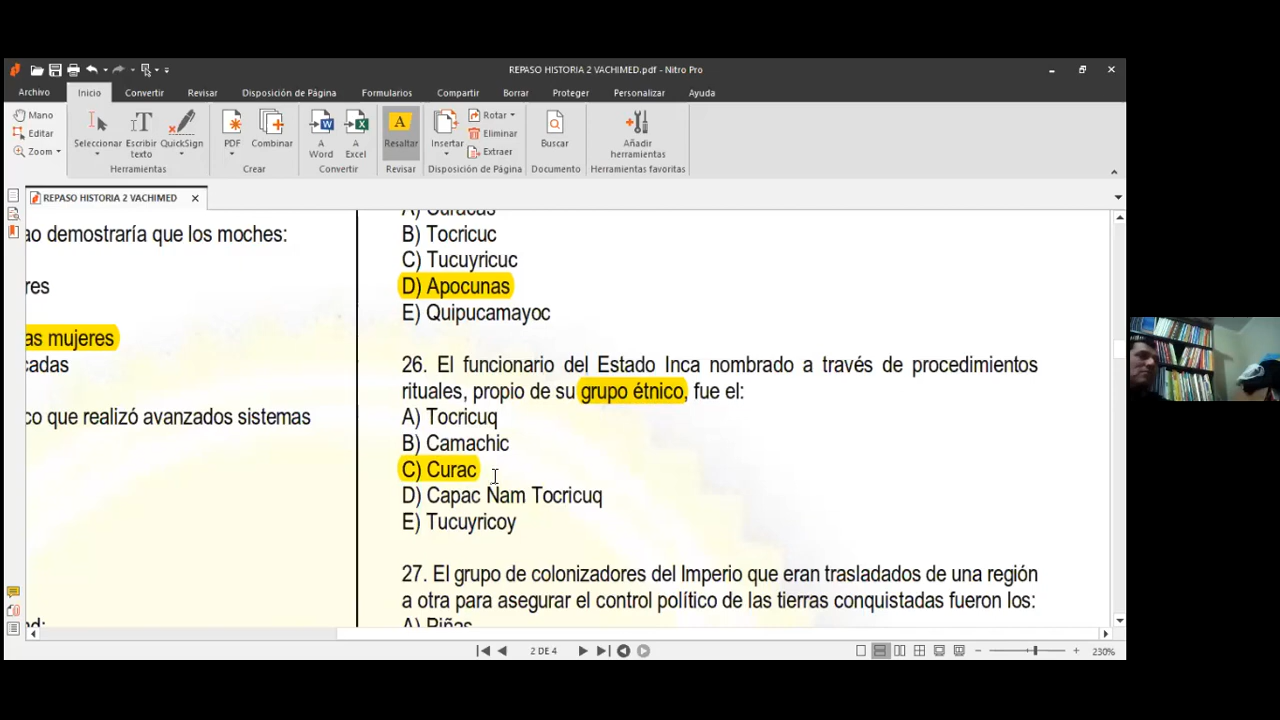 REPASO HISTORIA 2 VACHIMED.pdf - Nitro Pro
Archivo Inicio Convertir Revisar Disposición de Página Formularios Compartir Borrar Proteger Personalizar Ayuda
Mano
Editar
Zoom
Seleccionar
Escribir texto
QuickSign
Herramientas
PDF
Combinar
Crear
A Word
A Excel
Convertir
Resaltar
Revisar
Insertar
Rotar
Eliminar
Extraer
Disposición de Página
Buscar
Documento
Añadir herramientas
Herramientas favoritas
REPASO HISTORIA 2 VACHIMED
ao demostraría que los moches:
res
as mujeres
cadas
co que realizó avanzados sistemas
ad:
A) Curacas
B) Tocricuc
C) Tucuyricuc
D) Apocunas
E) Quipucamayoc
26. El funcionario del Estado Inca nombrado a través de procedimientos
rituales, propio de su grupo étnico, fue el:
A) Tocricuq
B) Camachic
C) Curac
D) Capac Nam Tocricuq
E) Tucuyricoy
27. El grupo de colonizadores del Imperio que eran trasladados de una región
a otra para asegurar el control político de las tierras conquistadas fueron los:
A) Piñas
2 DE 4
230%